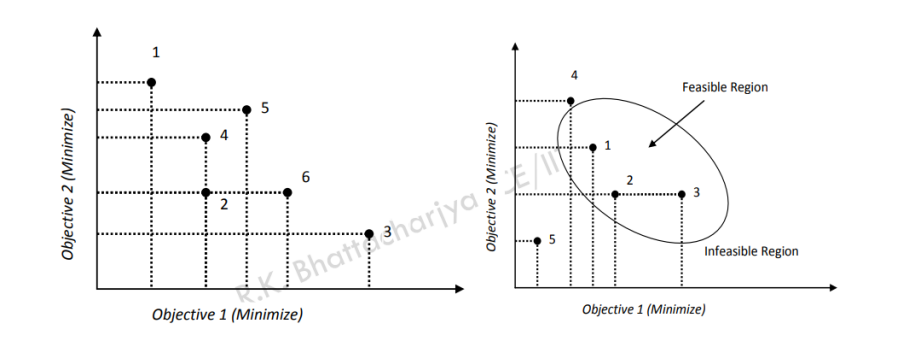 1
5
4
6
2
3
Objective 2 (Minimize)
Objective 1 (Minimize)
4
Feasible Region
1
2
3
5
Infeasible Region
Objective 2 (Minimize)
Objective 1 (Minimize)
R.K. Bhattacharjya